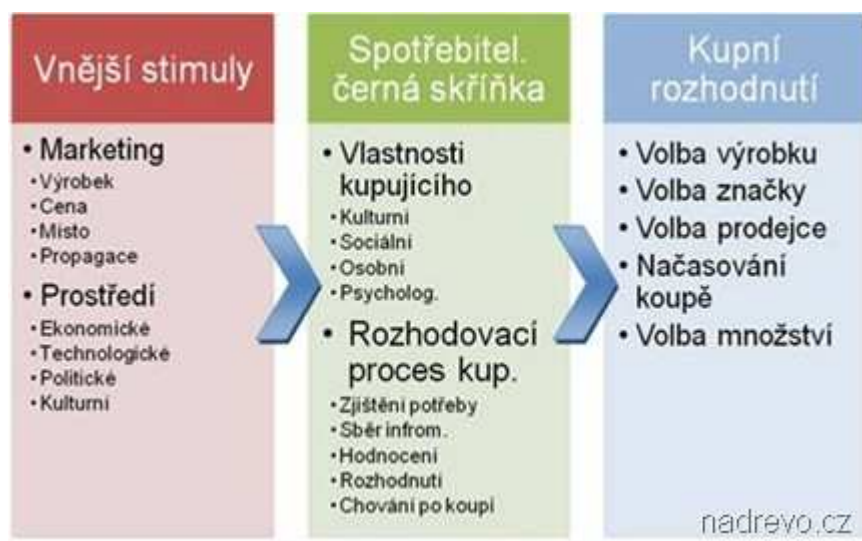 Vnější stimuly
• Marketing
• Výrobek
• Cena
• Místo
• Propagace
• Prostředí
• Ekonomické
• Technologické
• Politické
• Kulturní
Spotřebitel.
černá skříňka
• Vlastnosti
kupujícího
• Kulturní
• Sociální
• Osobní
• Psycholog.
• Rozhodovací
proces kup.
• Zjištění potřeby
• Sběr infrom.
• Hodnocení
• Rozhodnutí
• Chování po koupi
Kupní
rozhodnutí
• Volba výrobku
• Volba značky
• Volba prodejce
• Načasování
koupě
• Volba množství
nadrevo.cz